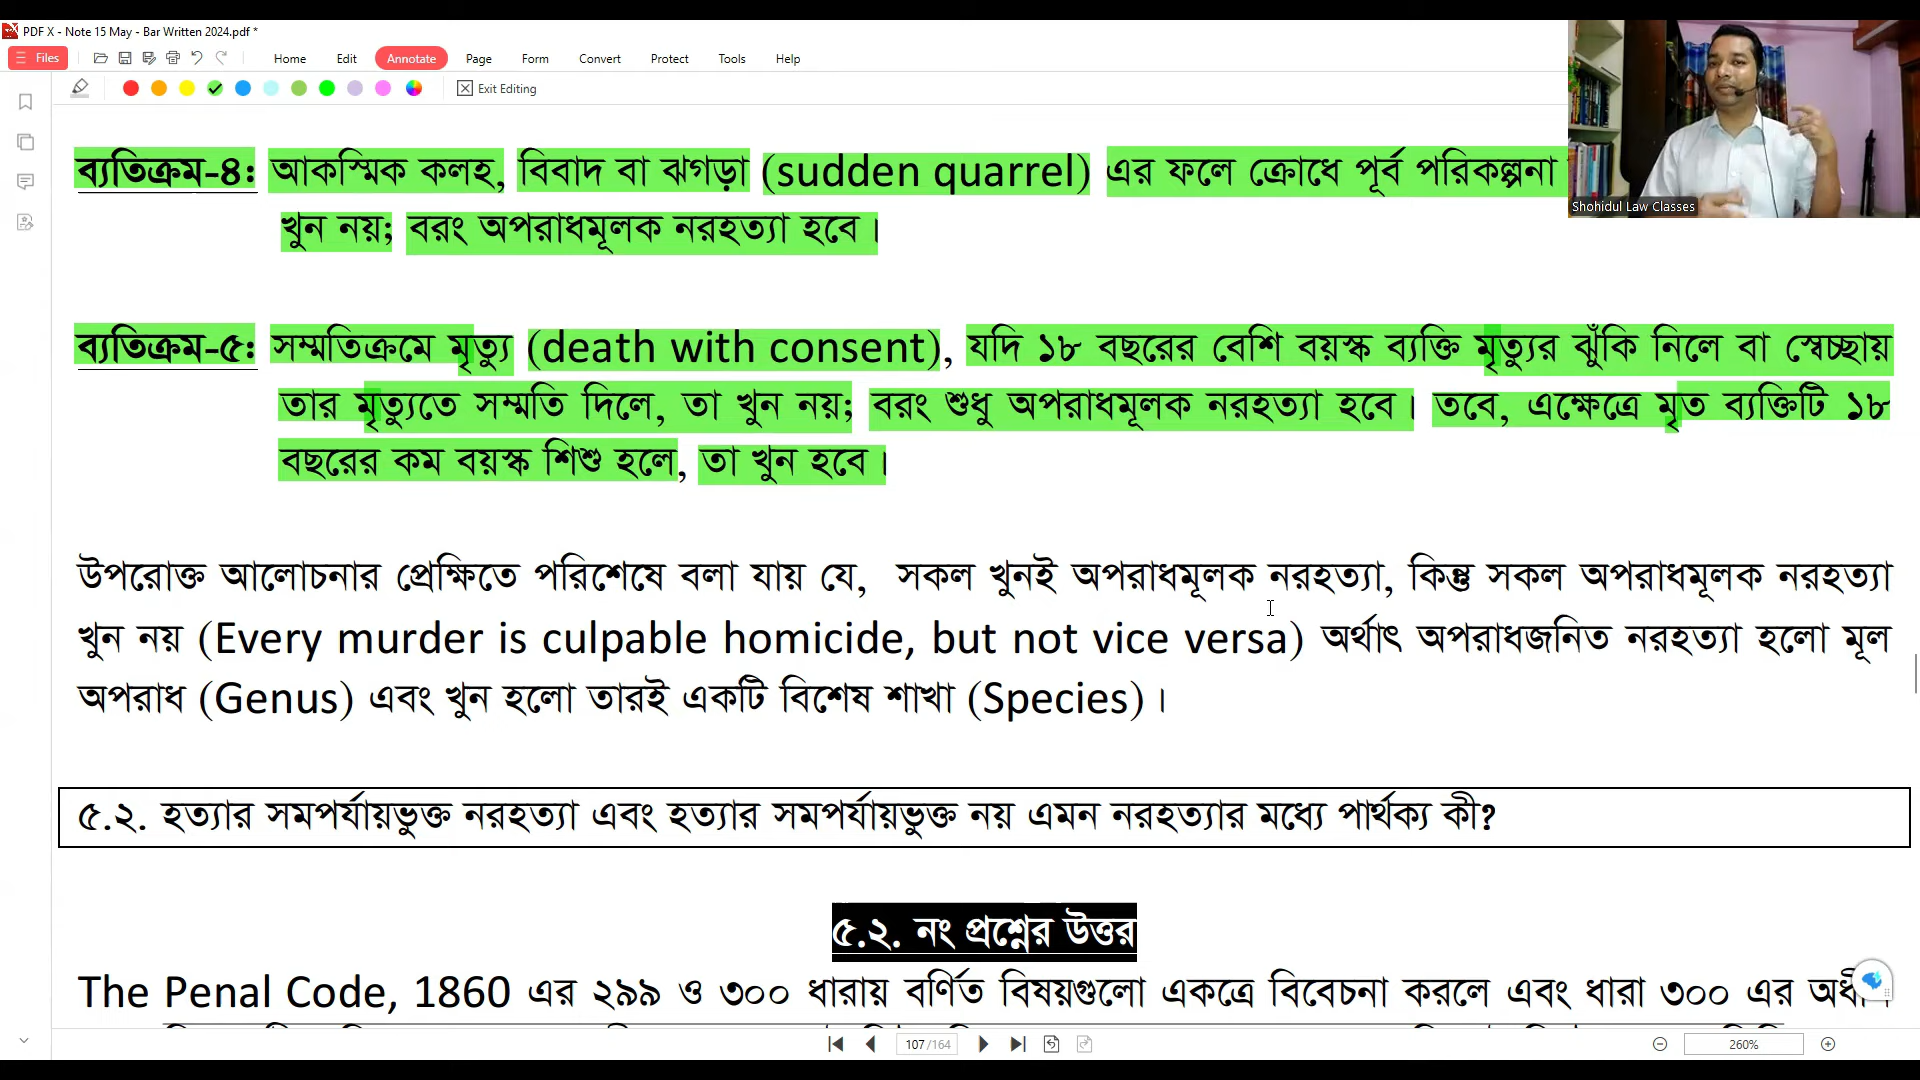 PDF X - Note 15 May - Bar Written 2024.pdf *
Files Home Edit Annotate Page Form Convert Protect Tools Help
Exit Editing
Shohidul Law Classes
ব্যতিক্রম-৪: আকস্মিক কলহ, বিবাদ বা ঝগড়া (sudden quarrel) এর ফলে ক্রোধে পূর্ব পরিকল্পনা
খুন নয়; বরং অপরাধমূলক নরহত্যা হবে।
ব্যতিক্রম-৫: সম্মতিক্রমে মৃত্যু (death with consent), যদি ১৮ বছরের বেশি বয়স্ক ব্যক্তি মৃত্যুর ঝুঁকি নিলে বা স্বেচ্ছায়
তার মৃত্যুতে সম্মতি দিলে, তা খুন নয়; বরং শুধু অপরাধমূলক নরহত্যা হবে। তবে, এক্ষেত্রে মৃত ব্যক্তিটি ১৮
বছরের কম বয়স্ক শিশু হলে, তা খুন হবে।
উপরোক্ত আলোচনার প্রেক্ষিতে পরিশেষে বলা যায় যে, সকল খুনই অপরাধমূলক নরহত্যা, কিন্তু সকল অপরাধমূলক নরহত্যা
খুন নয় (Every murder is culpable homicide, but not vice versa) অর্থাৎ অপরাধজনিত নরহত্যা হলো মূল
অপরাধ (Genus) এবং খুন হলো তারই একটি বিশেষ শাখা (Species)।
৫.২. হত্যার সমপর্যায়ভুক্ত নরহত্যা এবং হত্যার সমপর্যায়ভুক্ত নয় এমন নরহত্যার মধ্যে পার্থক্য কী?
৫.২. নং প্রশ্নের উত্তর
The Penal Code, 1860 এর ২৯৯ ও ৩০০ ধারায় বর্ণিত বিষয়গুলো একত্রে বিবেচনা করলে এবং ধারা ৩০০ এর
107 /164
260%